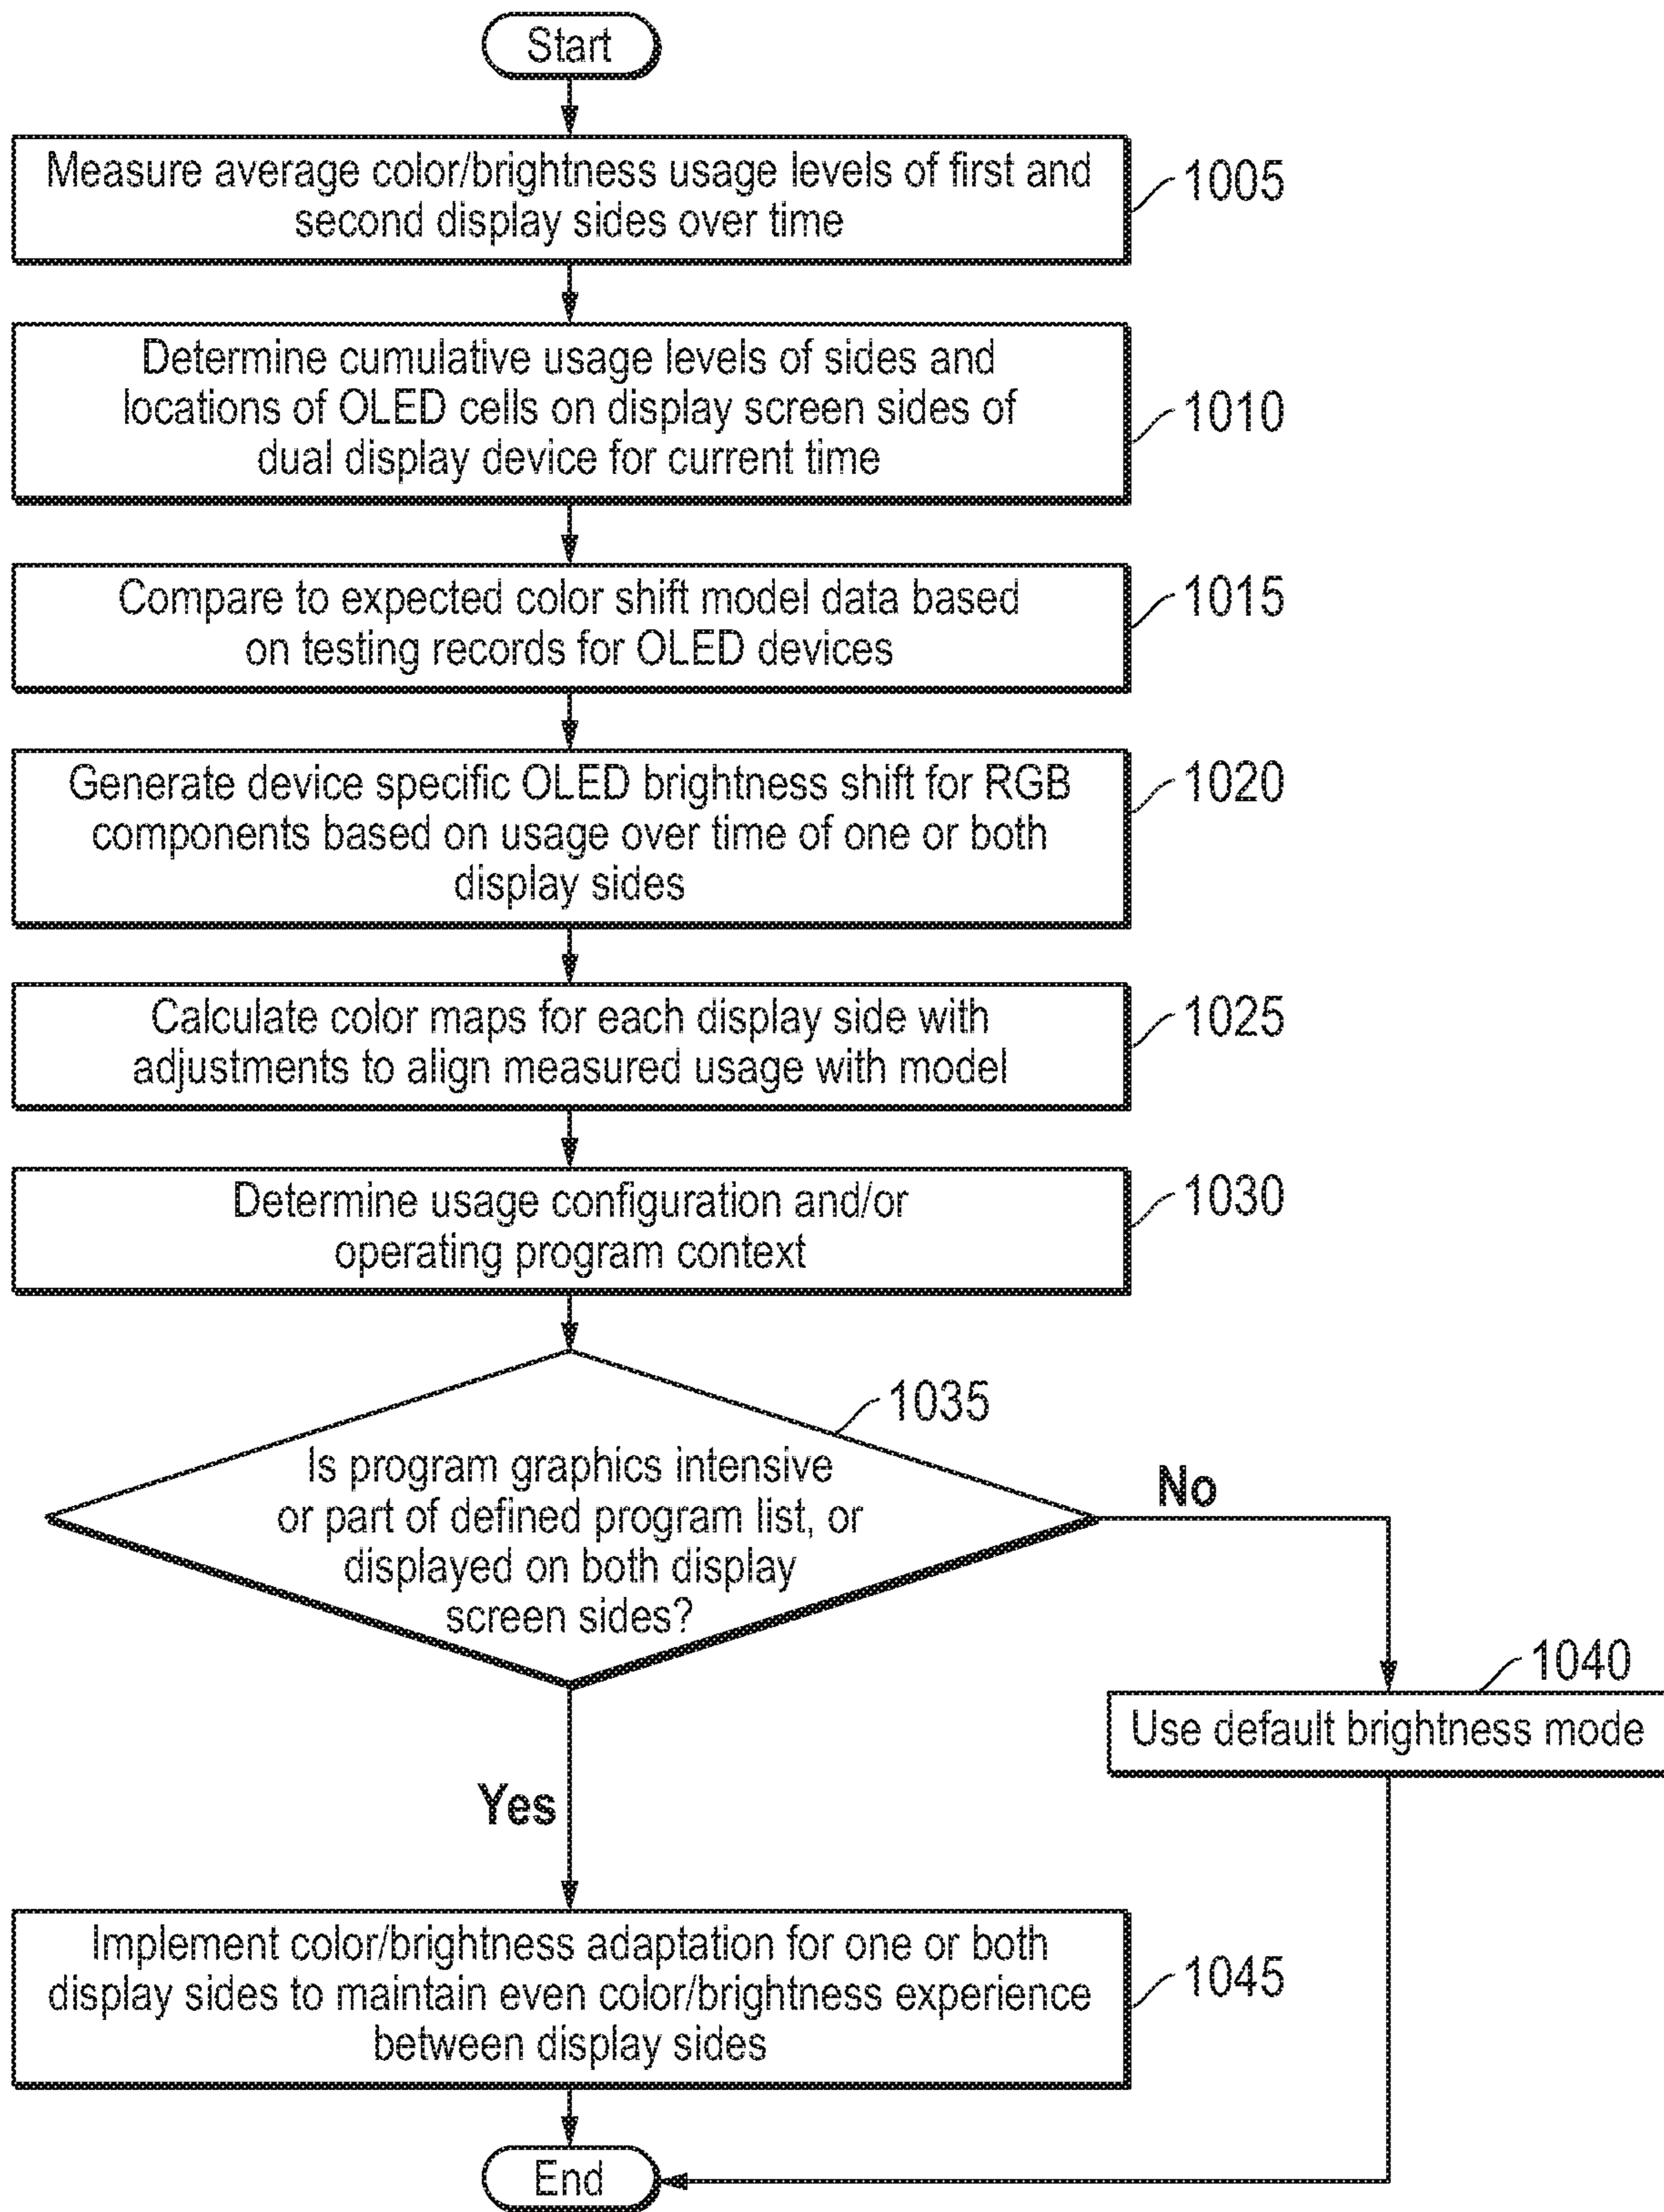 Start
Measure average color/brightness usage levels of first and
second display sides over time
1005
Determine cumulative usage levels of sides and
locations of OLED cells on display screen sides of
dual display device for current time
1010
Compare to expected color shift model data based
on testing records for OLED devices
1015
Generate device specific OLED brightness shift for RGB
components based on usage over time of one or both
display sides
1020
Calculate color maps for each display side with
adjustments to align measured usage with model
1025
Determine usage configuration and/or
operating program context
1030
1035
Is program graphics intensive
or part of defined program list, or
displayed on both display
screen sides?
No
1040
Use default brightness mode
Yes
Implement color/brightness adaptation for one or both
display sides to maintain even color/brightness experience
between display sides
1045
End